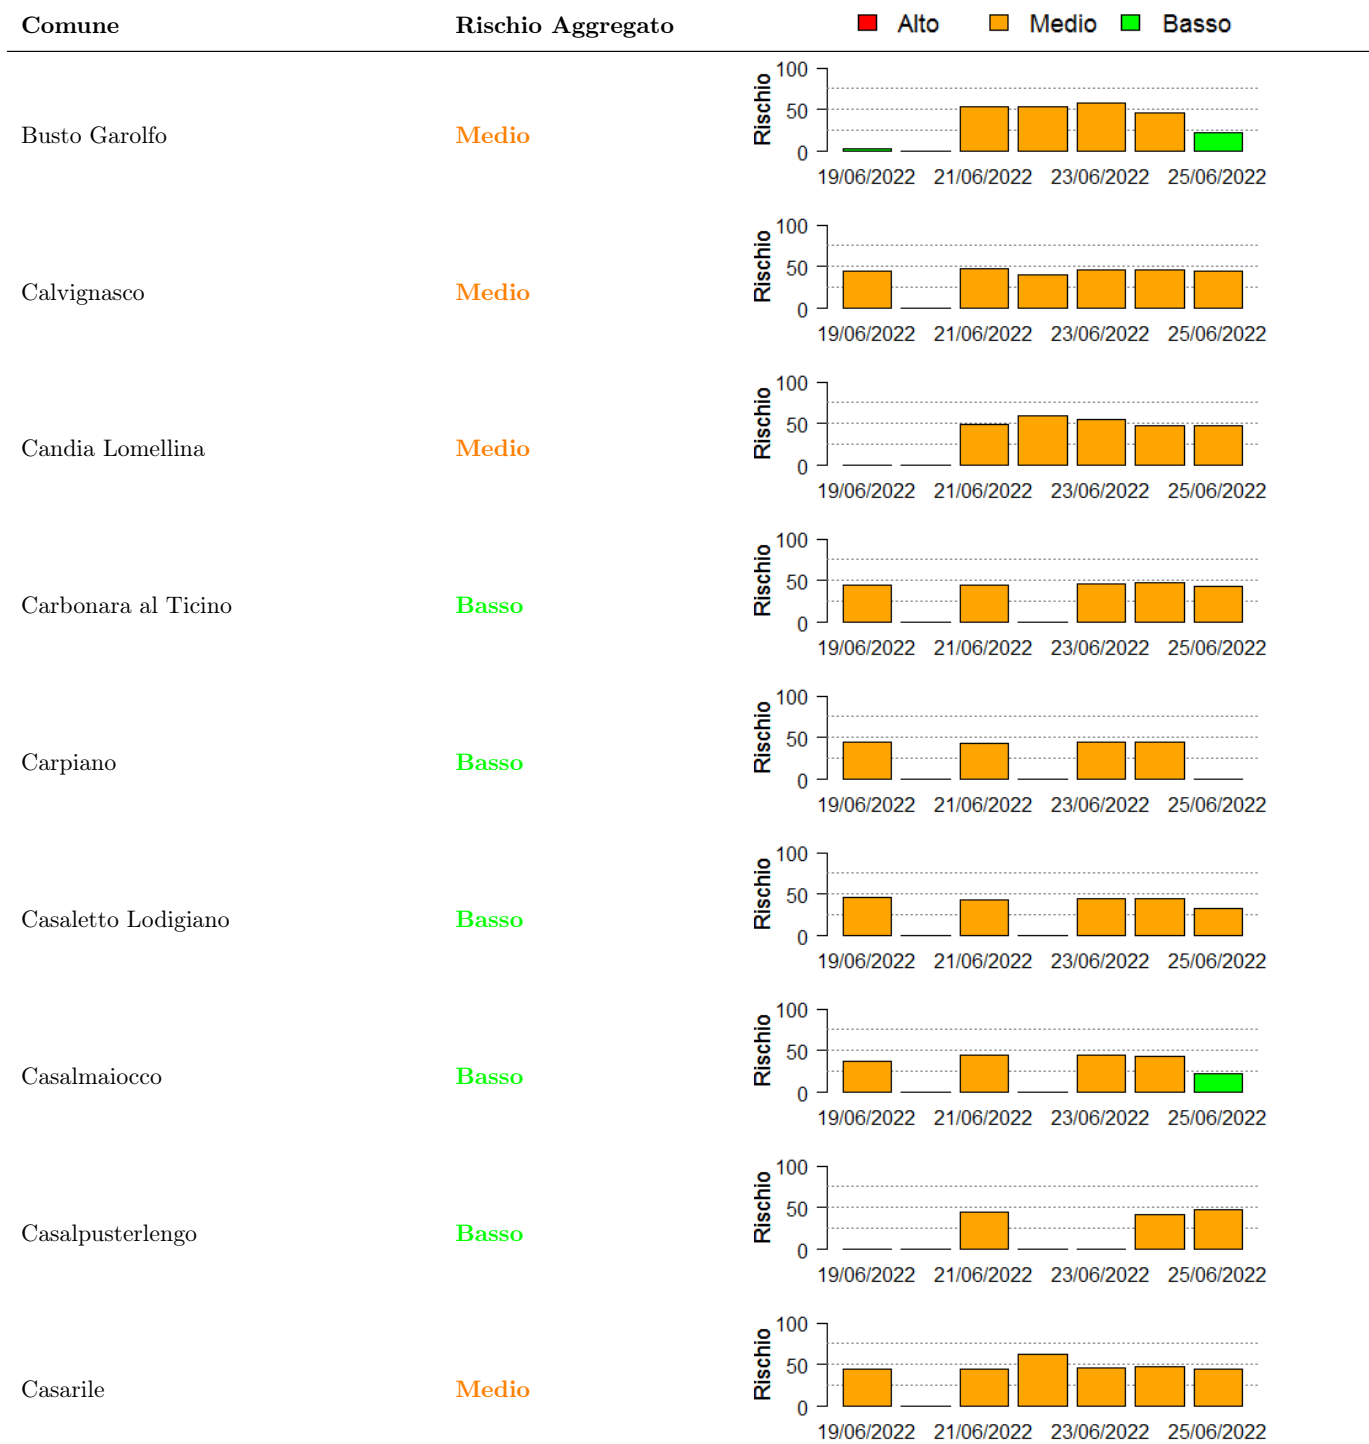 Comune Rischio Aggregato Alto Medio Basso
Busto Garolfo Medio
Rischio
100
50
0
19/06/2022 21/06/2022 23/06/2022 25/06/2022
Calvignasco Medio
Rischio
100
50
0
19/06/2022 21/06/2022 23/06/2022 25/06/2022
Candia Lomellina Medio
Rischio
100
50
0
19/06/2022 21/06/2022 23/06/2022 25/06/2022
Carbonara al Ticino Basso
Rischio
100
50
0
19/06/2022 21/06/2022 23/06/2022 25/06/2022
Carpiano Basso
Rischio
100
50
0
19/06/2022 21/06/2022 23/06/2022 25/06/2022
Casaletto Lodigiano Basso
Rischio
100
50
0
19/06/2022 21/06/2022 23/06/2022 25/06/2022
Casalmaiocco Basso
Rischio
100
50
0
19/06/2022 21/06/2022 23/06/2022 25/06/2022
Casalpusterlengo Basso
Rischio
100
50
0
19/06/2022 21/06/2022 23/06/2022 25/06/2022
Casarile Medio
Rischio
100
50
0
19/06/2022 21/06/2022 23/06/2022 25/06/2022